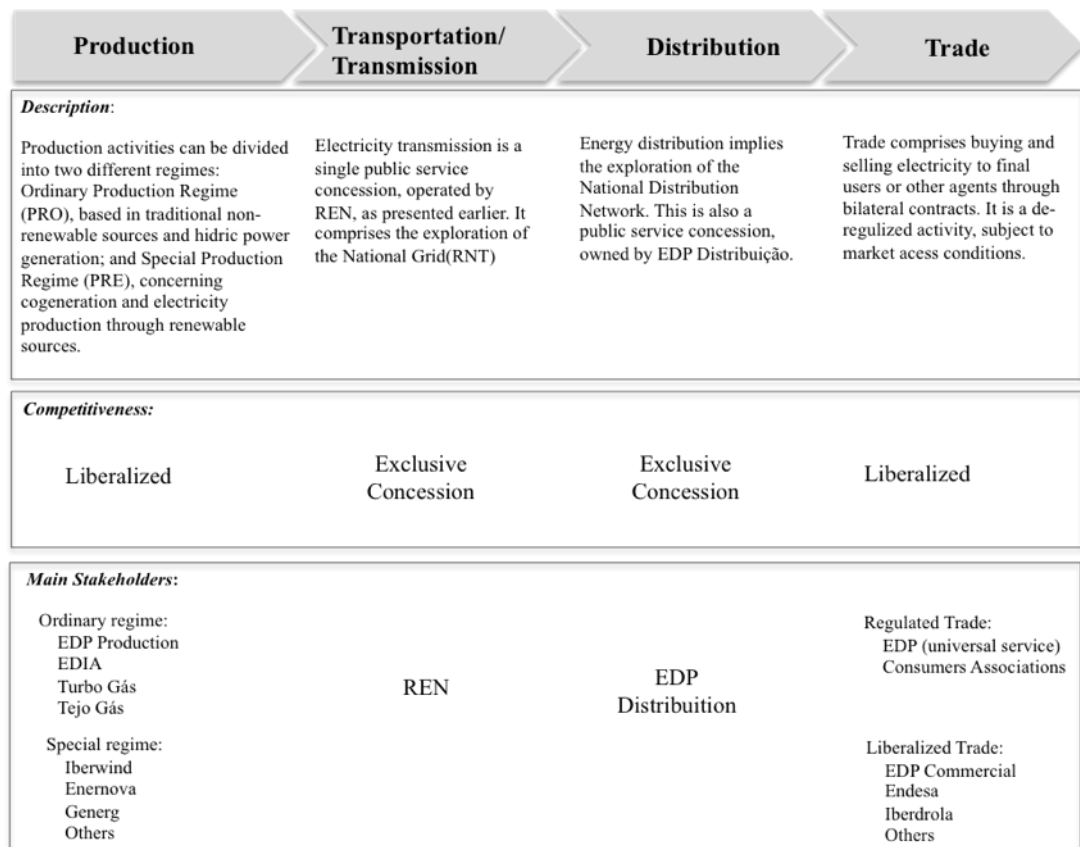 Production
Transportation/
Transmission
Distribution
Trade
Description:
Production activities can be divided
into two different regimes:
Ordinary Production Regime
(PRO), based in traditional non-
renewable sources and hidric power
generation; and Special Production
Regime (PRE), concerning
cogeneration and electricity
production through renewable
sources.
Electricity transmission is a
single public service
concession, operated by
REN, as presented earlier. It
comprises the exploration of
the National Grid(RNT)
Energy distribution implies
the exploration of the
National Distribution
Network. This is also a
public service concession,
owned by EDP Distribuição.
Trade comprises buying and
selling electricity to final
users or other agents through
bilateral contracts. It is a de-
regulized activity, subject to
market acess conditions.
Competitiveness:
Liberalized
Exclusive
Concession
Exclusive
Concession
Liberalized
Main Stakeholders:
Ordinary regime:
EDP Production
EDIA
Turbo Gás
Tejo Gás
Special regime:
Iberwind
Enernova
Generg
Others
REN
EDP
Distribuition
Regulated Trade:
EDP (universal service)
Consumers Associations
Liberalized Trade:
EDP Commercial
Endesa
Iberdrola
Others